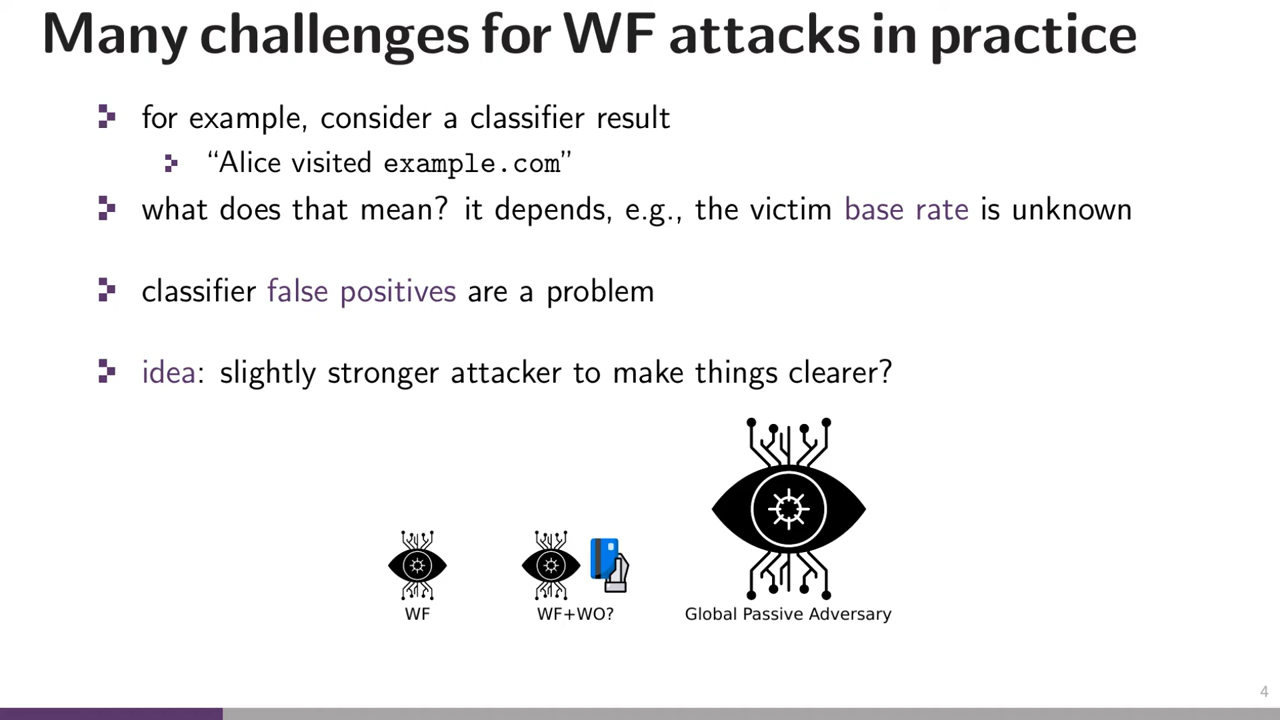 Many challenges for WF attacks in practice
for example, consider a classifier result
“Alice visited example.com”
what does that mean? it depends, e.g., the victim base rate is unknown
classifier false positives are a problem
idea: slightly stronger attacker to make things clearer?
WF
WF+WO?
Global Passive Adversary
4